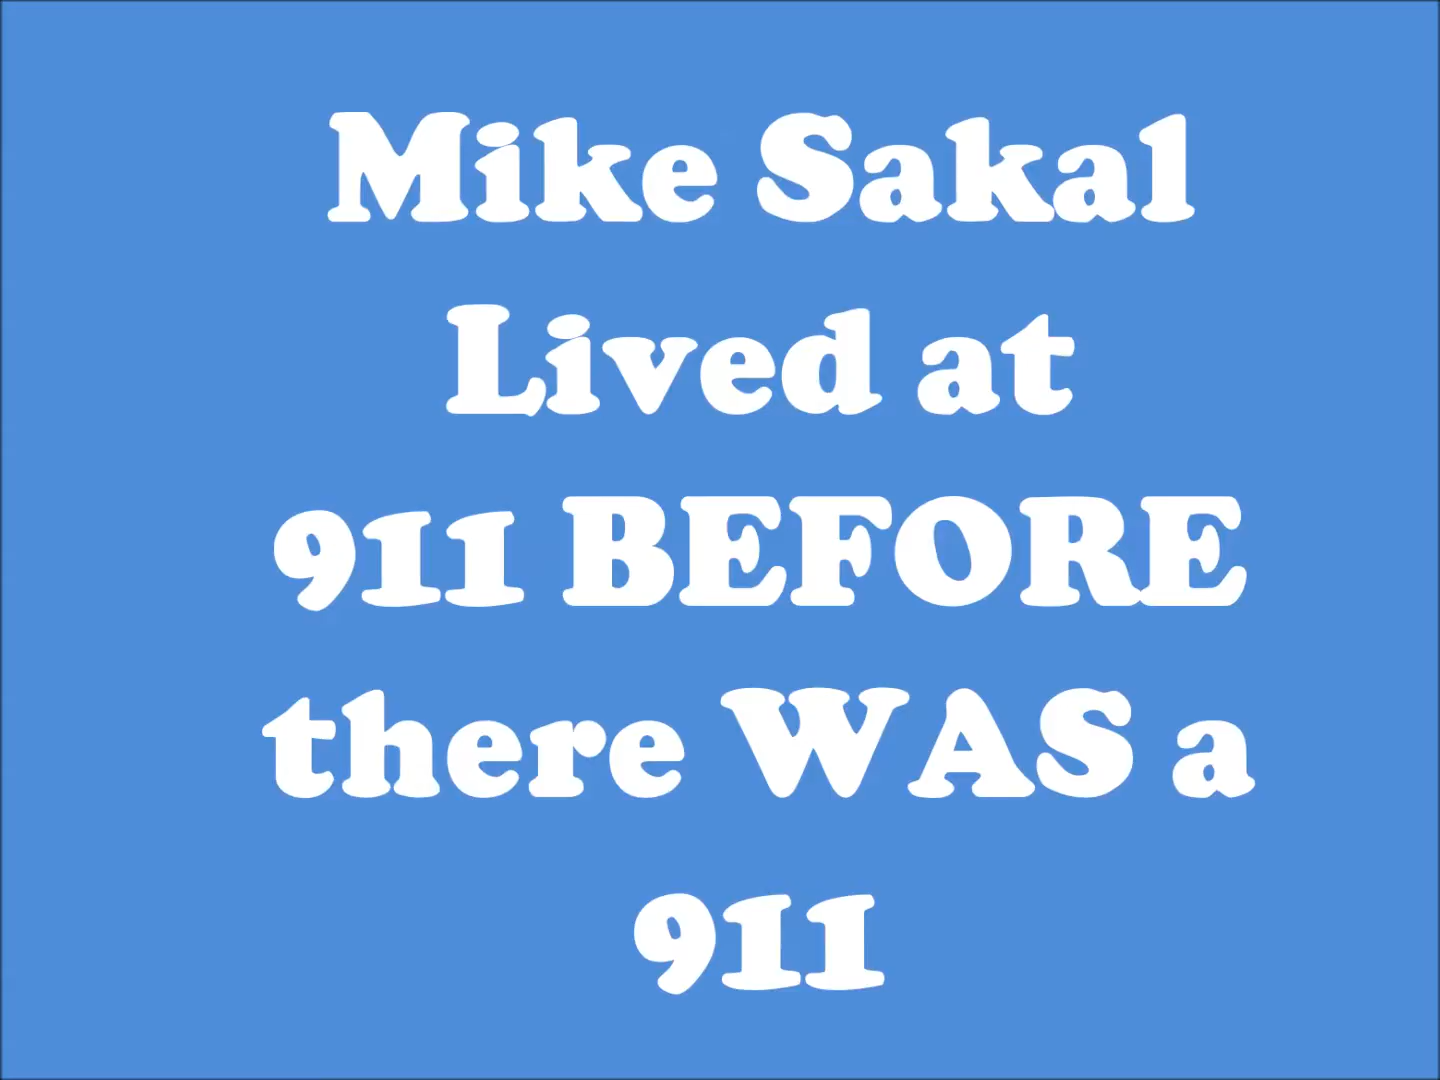 Mike Sakal
Lived at
911 BEFORE
there WAS a
911